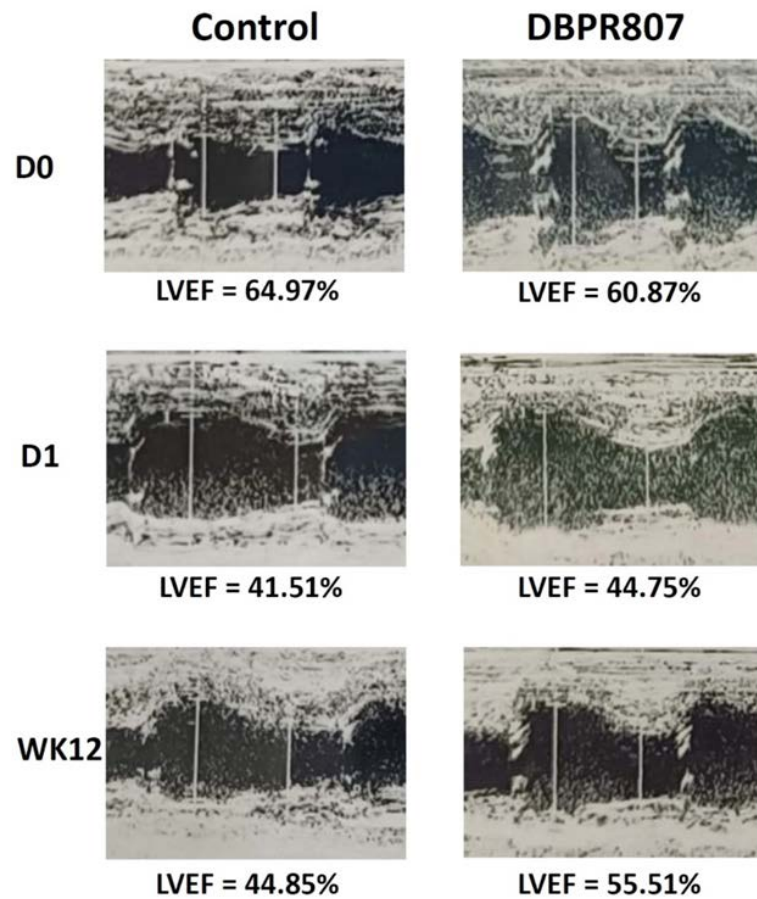 Control DBPR807
D0
LVEF = 64.97% LVEF = 60.87%
D1
LVEF = 41.51% LVEF = 44.75%
WK12
LVEF = 44.85% LVEF = 55.51%